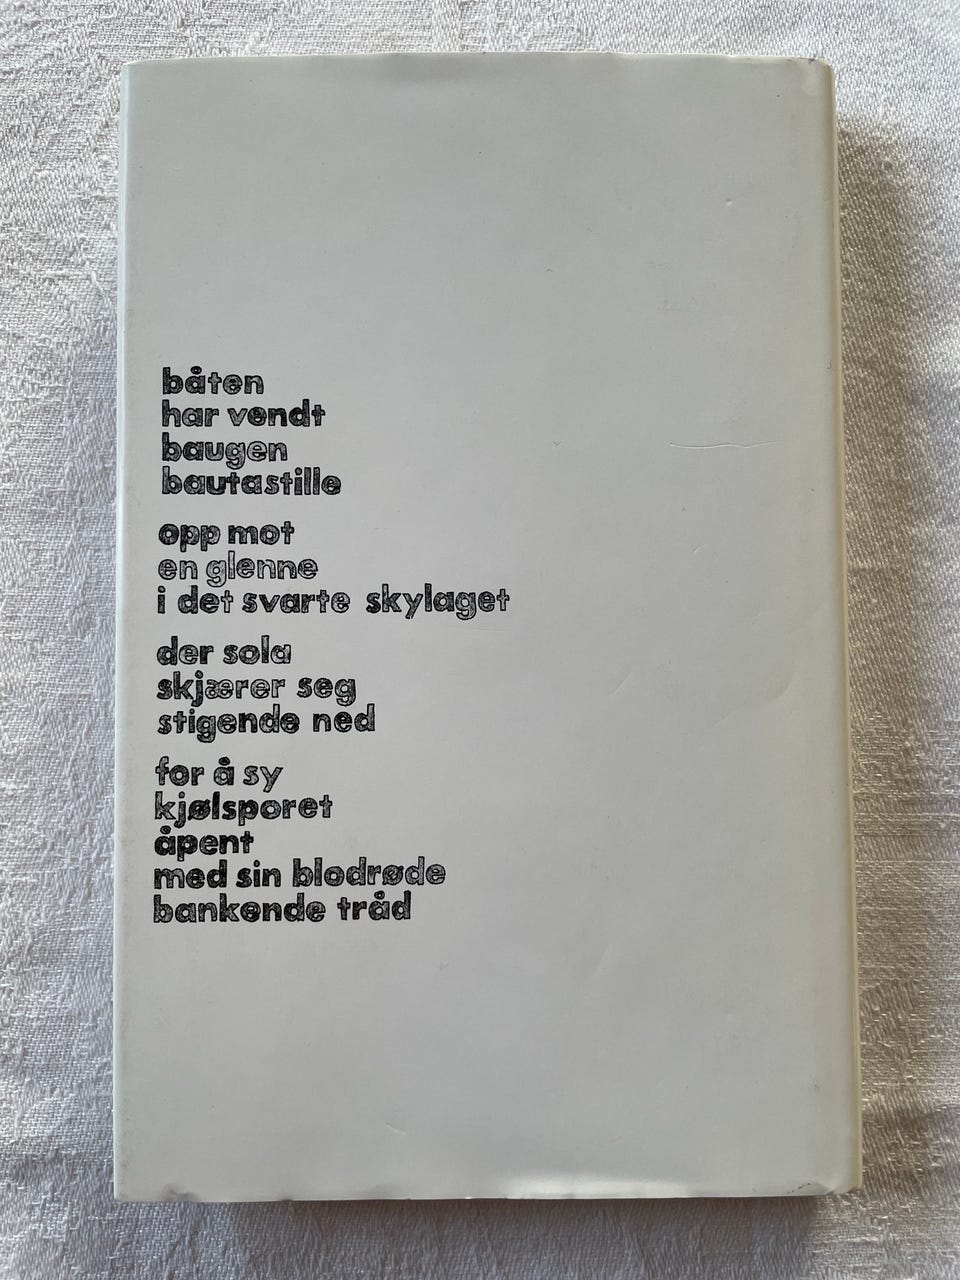 båten
har vendt
baugen
bautastille
opp mot
en glenne
i det svarte skylaget
der sola
skjærer seg
stigende ned
for å sy
kjølsporet
åpent
med sin blodrøde
bankende tråd